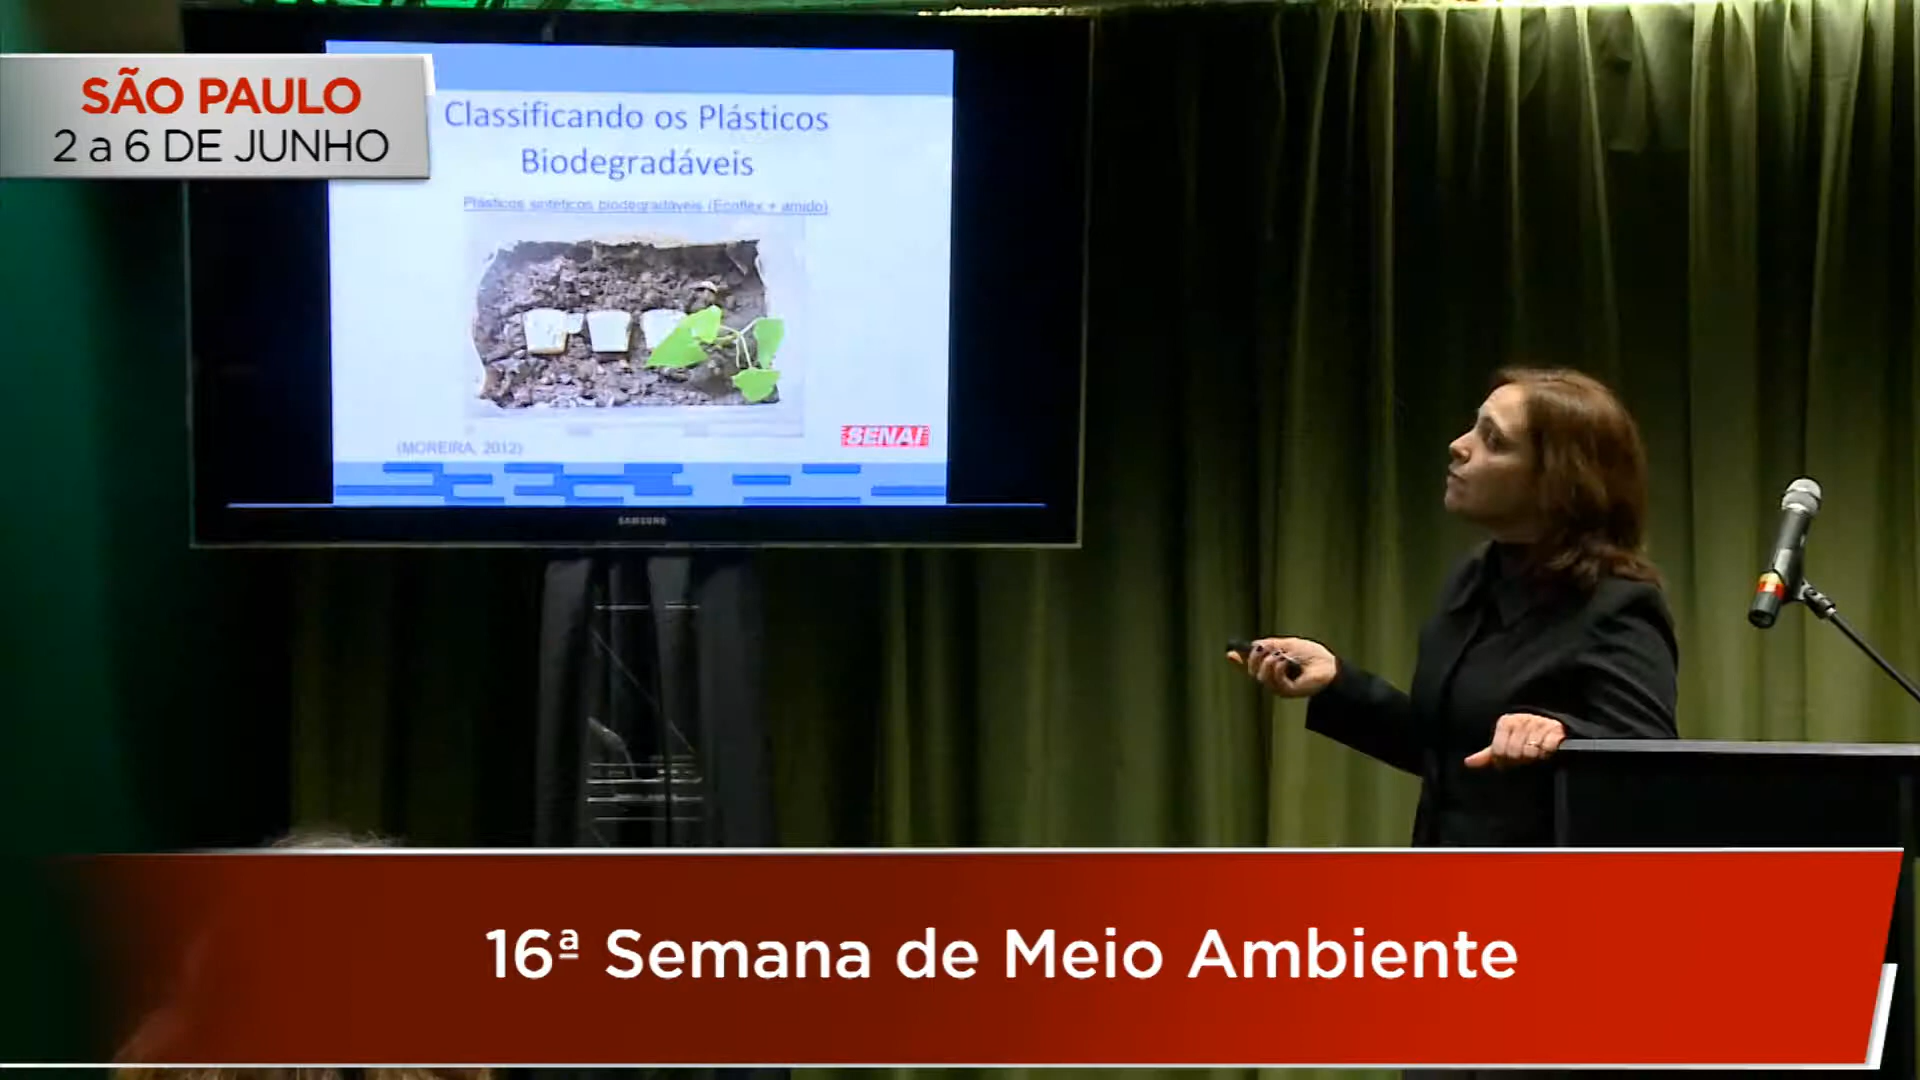 SÃO PAULO
2 a 6 DE JUNHO
Classificando os Plásticos
Biodegradáveis
Plásticos sintéticos biodegradáveis (Ecoflex + amido)
SENAI
(MOREIRA, 2012)
SAMSUNG
16ª Semana de Meio Ambiente